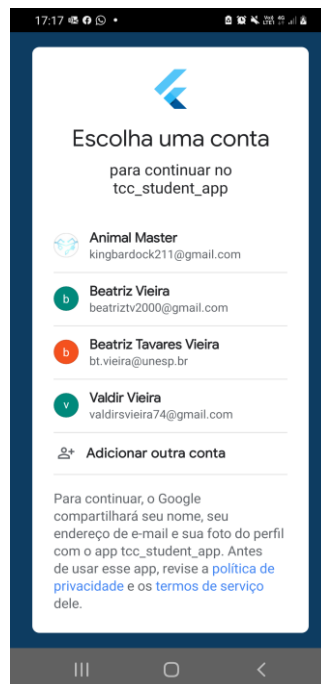 17:17
Escolha uma conta
para continuar no
tcc_student_app
Animal Master
kingbardock211@gmail.com
b
Beatriz Vieira
beatriztv2000@gmail.com
b
Beatriz Tavares Vieira
bt.vieira@unesp.br
v
Valdir Vieira
valdirsvieira74@gmail.com
Adicionar outra conta
Para continuar, o Google
compartilhará seu nome, seu
endereço de e-mail e sua foto do perfil
com o app tcc_student_app. Antes
de usar esse app, revise a política de
privacidade e os termos de serviço
dele.